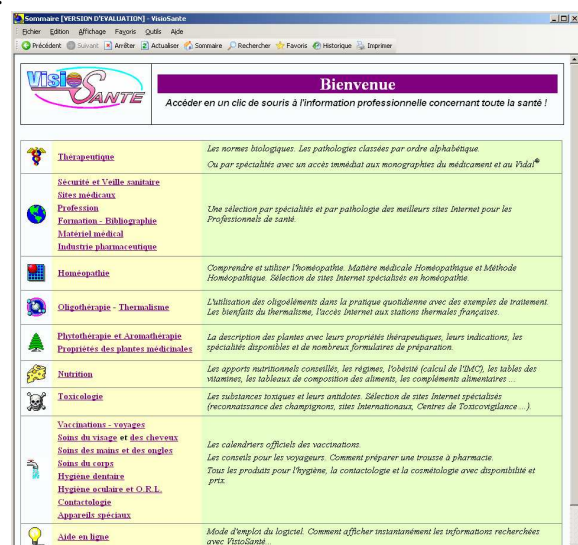 Sommaire [VERSION D'EVALUATION] - VisioSante
Fichier Edition Affichage Favoris Outils Aide
Précédent Suivant Arrêter Actualiser Sommaire Rechercher Favoris Historique Imprimer
Visio SANTE
Bienvenue
Accéder en un clic de souris à l'information professionnelle concernant toute la santé !
Thérapeutique
Les normes biologiques. Les pathologies classées par ordre alphabétique.
Ou par spécialités avec un accès immédiat aux monographies du médicament et au Vidal®
Sécurité et Veille sanitaire
Sites médicaux
Profession
Formation - Bibliographie
Matériel médical
Industrie pharmaceutique
Une sélection par spécialités et par pathologie des meilleurs sites Internet pour les
Professionnels de santé.
Homéopathie
Comprendre et utiliser l'homéopathie. Matière médicale Homéopathique et Méthode
Homéopathique. Sélection de sites Internet spécialisés en homéopathie.
Oligothérapie - Thermalisme
L'utilisation des oligoéléments dans la pratique quotidienne avec des exemples de traitement.
Les bienfaits du thermalisme, l'accès Internet aux stations thermales françaises.
Phytothérapie et Aromathérapie
Propriétés des plantes médicinales
La description des plantes avec leurs propriétés thérapeutiques, leurs indications, les
spécialités disponibles et de nombreux formulaires de préparation.
Nutrition
Les apports nutritionnels conseillés, les régimes, l'obésité (calcul de l'IMC), les tables des
vitamines, les tableaux de composition des aliments, les compléments alimentaires ...
Toxicologie
Les substances toxiques et leurs antidotes. Sélection de sites Internet spécialisés
(reconnaissance des champignons, sites Internationaux, Centres de Toxicovigilance ...).
Vaccinations - voyages
Soins du visage et des cheveux
Soins des mains et des ongles
Soins du corps
Hygiène dentaire
Hygiène oculaire et O.R.L.
Contactologie
Appareils spéciaux
Les calendriers officiels des vaccinations.
Les conseils pour les voyageurs. Comment préparer une trousse à pharmacie.
Tous les produits pour l'hygiène, la contactologie et la cosmétologie avec disponibilité et
prix.
Aide en ligne
Mode d'emploi du logiciel. Comment afficher instantanément les informations recherchées
avec VisioSanté...